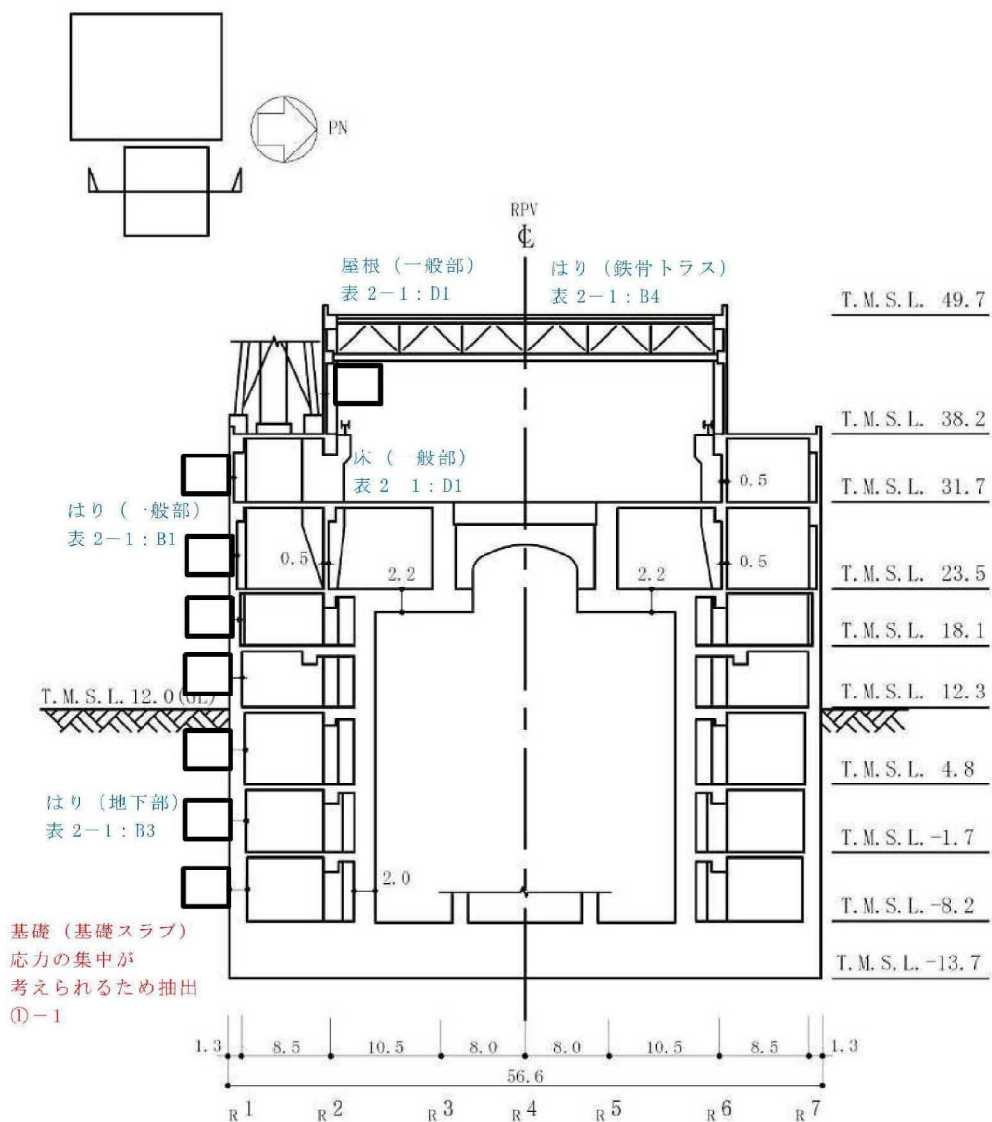 PN
RPV
℄
屋根（一般部）
表 2-1：D1
はり（鉄骨トラス）
表 2-1：B4
T.M.S.L. 49.7
T.M.S.L. 38.2
床（一般部）
表 2 1：D1
0.5
T.M.S.L. 31.7
はり（一般部）
表 2-1：B1
0.5
2.2
2.2
0.5
T.M.S.L. 23.5
T.M.S.L. 18.1
T.M.S.L. 12.3
T.M.S.L. 12.0(GL)
T.M.S.L. 4.8
はり（地下部）
表 2-1：B3
T.M.S.L. -1.7
2.0
T.M.S.L. -8.2
基礎（基礎スラブ）
応力の集中が
考えられるため抽出
①-1
T.M.S.L. -13.7
1.3 8.5 10.5 8.0 8.0 10.5 8.5 1.3
56.6
R1 R2 R3 R4 R5 R6 R7